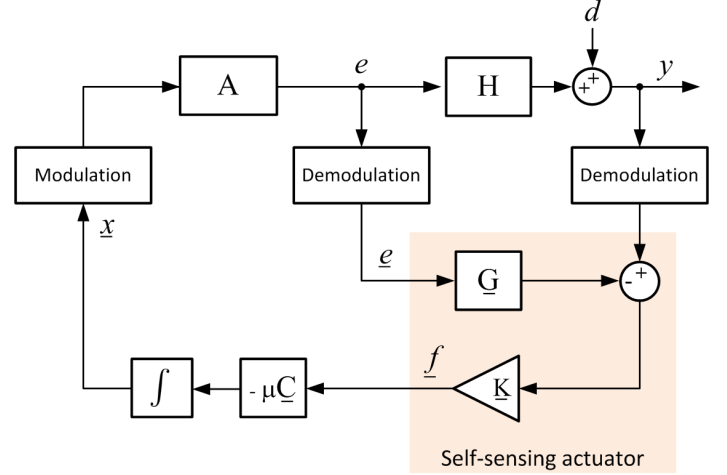 d
A
e
H
+
+
y
Modulation
Demodulation
Demodulation
x
e
G
-
+
∫
- μC
f
K
Self-sensing actuator